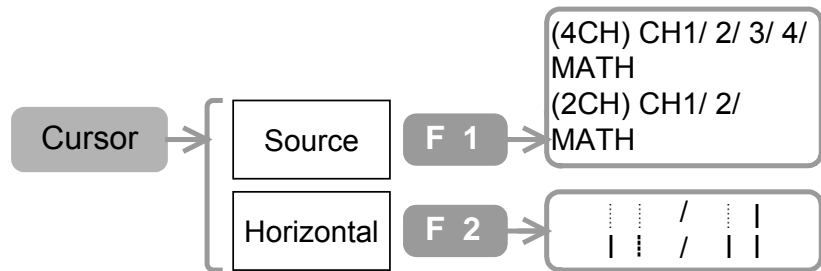 (4CH) CH1/ 2/ 3/ 4/
MATH
(2CH) CH1/ 2/
MATH
Cursor
Source
F 1
Horizontal
F 2
/
/